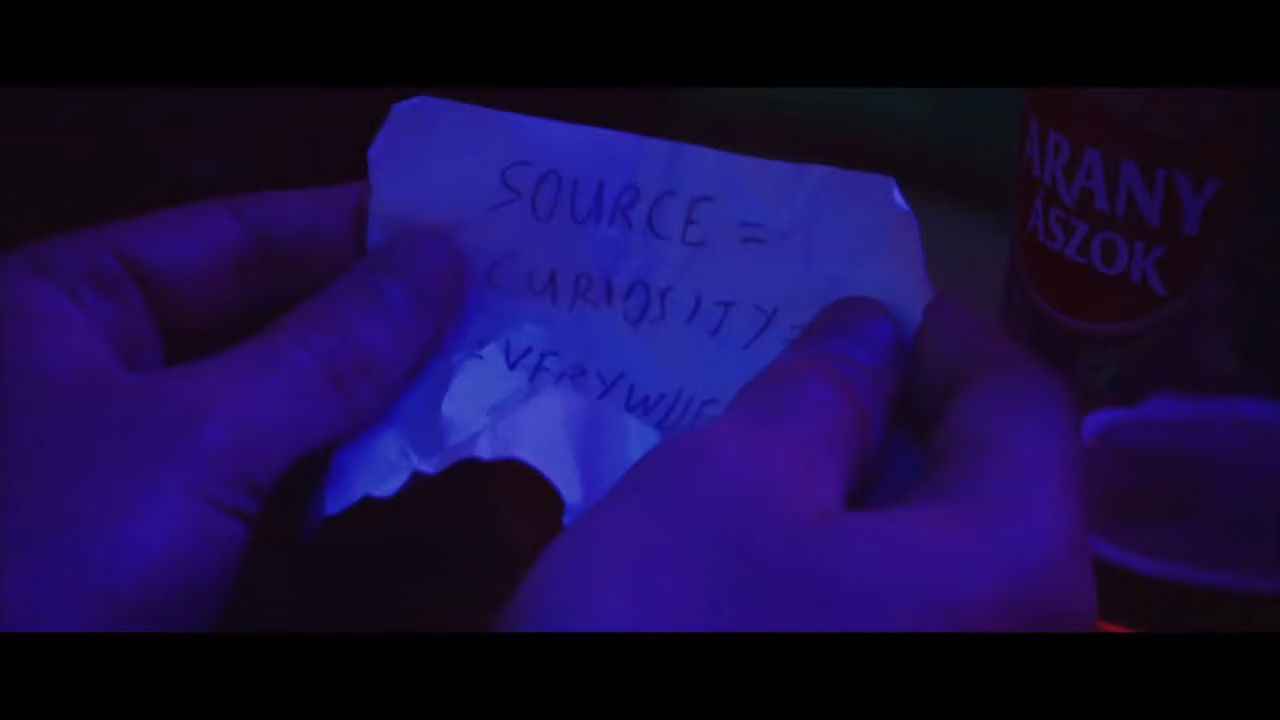 SOURCE =
CURIOSITY =
ARANY
ÁSZOK